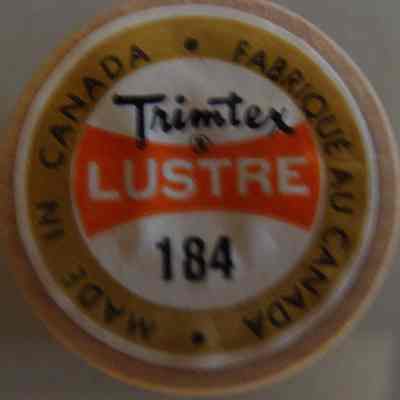 MADE IN CANADA • FABRIQUE AU CANADA •
Trimtex
®
LUSTRE
184